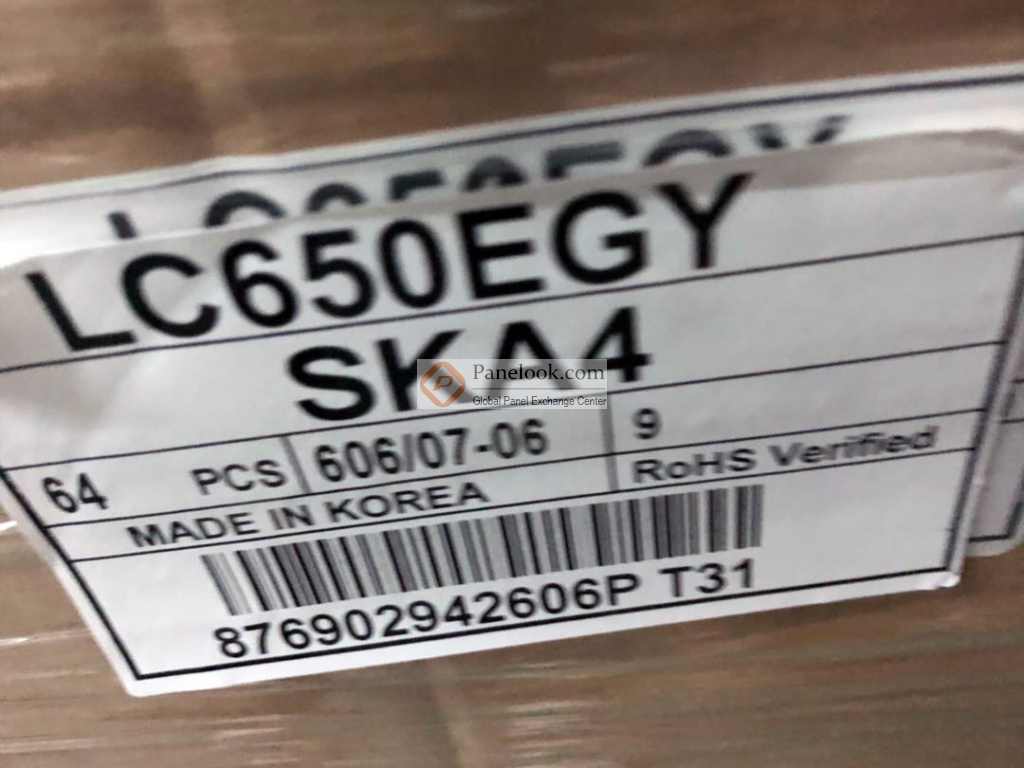 LC650EGY
LC650EGY
SKA4
Panelook.com
Global Panel Exchange Center
64 PCS 606/07-06 9
MADE IN KOREA RoHS Verified
876902942606P T31